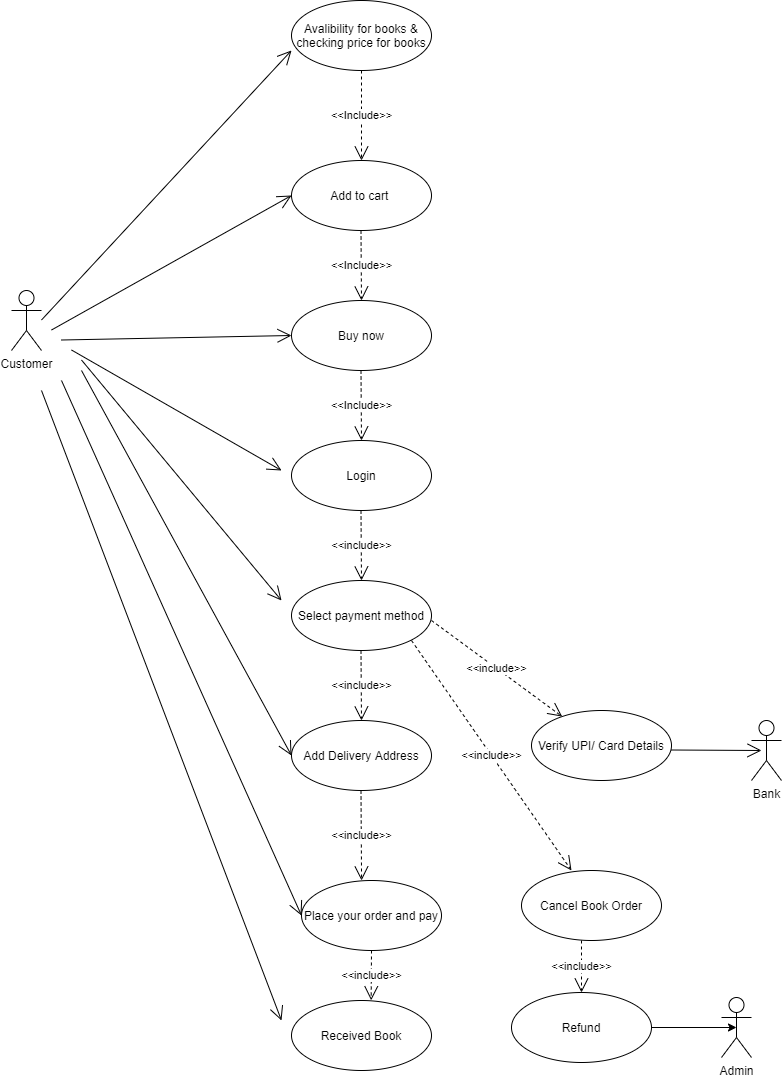 Avalibility for books &
checking price for books
<<Include>>
Add to cart
<<Include>>
Buy now
Customer
<<Include>>
Login
<<include>>
Select payment method
<<include>>
<<include>>
Verify UPI/ Card Details
Add Delivery Address
<<include>>
Bank
<<include>>
Cancel Book Order
Place your order and pay
<<include>>
<<include>>
Refund
Received Book
Admin